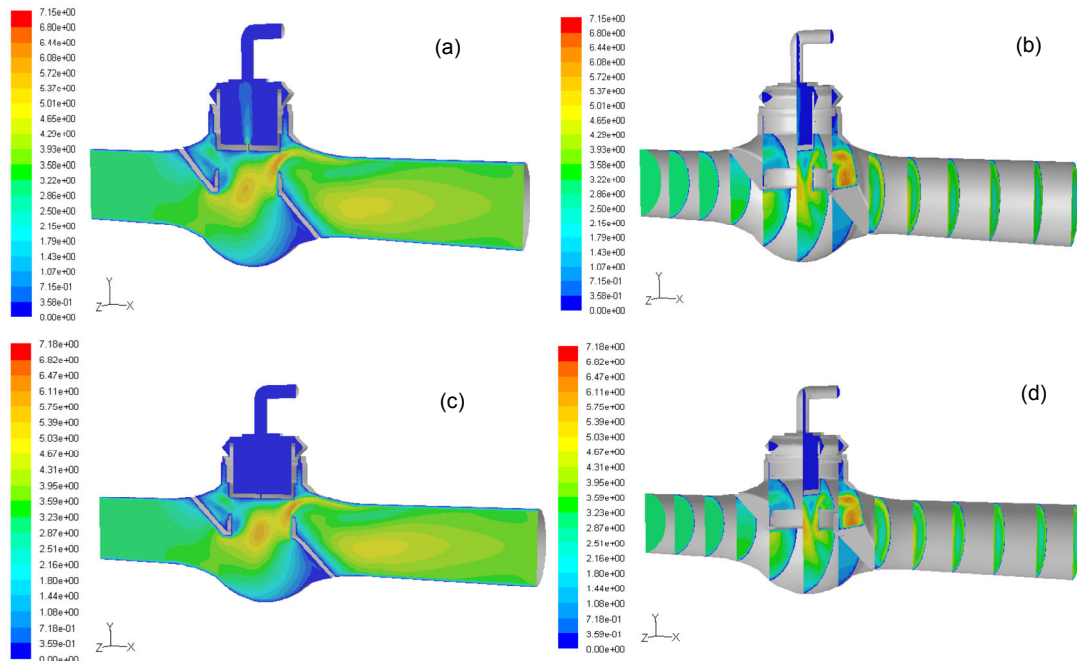 7.15e+00
6.80e+00
6.44e+00
6.08e+00
5.72e+00
5.37e+00
5.01e+00
4.65e+00
4.29e+00
3.93e+00
3.58e+00
3.22e+00
2.86e+00
2.50e+00
2.15e+00
1.79e+00
1.43e+00
1.07e+00
7.15e-01
3.58e-01
0.00e+00
(a)
Y
Z
X
7.15e+00
6.80e+00
6.44e+00
6.08e+00
5.72e+00
5.37e+00
5.01e+00
4.65e+00
4.29e+00
3.93e+00
3.58e+00
3.22e+00
2.86e+00
2.50e+00
2.15e+00
1.79e+00
1.43e+00
1.07e+00
7.15e-01
3.58e-01
0.00e+00
(b)
Y
Z
X
7.18e+00
6.82e+00
6.47e+00
6.11e+00
5.75e+00
5.39e+00
5.03e+00
4.67e+00
4.31e+00
3.95e+00
3.59e+00
3.23e+00
2.87e+00
2.51e+00
2.16e+00
1.80e+00
1.44e+00
1.08e+00
7.18e-01
3.59e-01
0.00e+00
(c)
Y
Z
X
7.18e+00
6.82e+00
6.47e+00
6.11e+00
5.75e+00
5.39e+00
5.03e+00
4.67e+00
4.31e+00
3.95e+00
3.59e+00
3.23e+00
2.87e+00
2.51e+00
2.16e+00
1.80e+00
1.44e+00
1.08e+00
7.18e-01
3.59e-01
0.00e+00
(d)
Y
Z
X